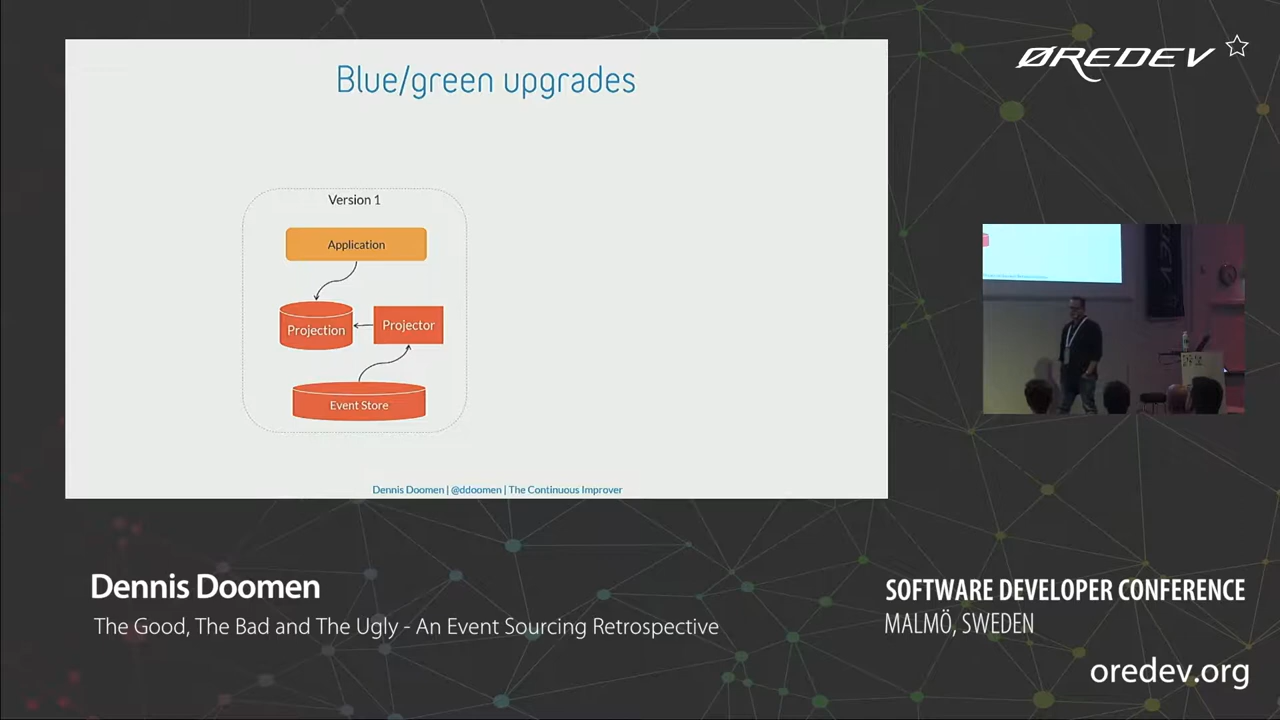 Blue/green upgrades
Version 1
Application
Projection
Projector
Event Store
Dennis Doomen | @ddoomen | The Continuous Improver
ØREDEV
Dennis Doomen
The Good, The Bad and The Ugly - An Event Sourcing Retrospective
SOFTWARE DEVELOPER CONFERENCE
MALMÖ, SWEDEN
oredev.org